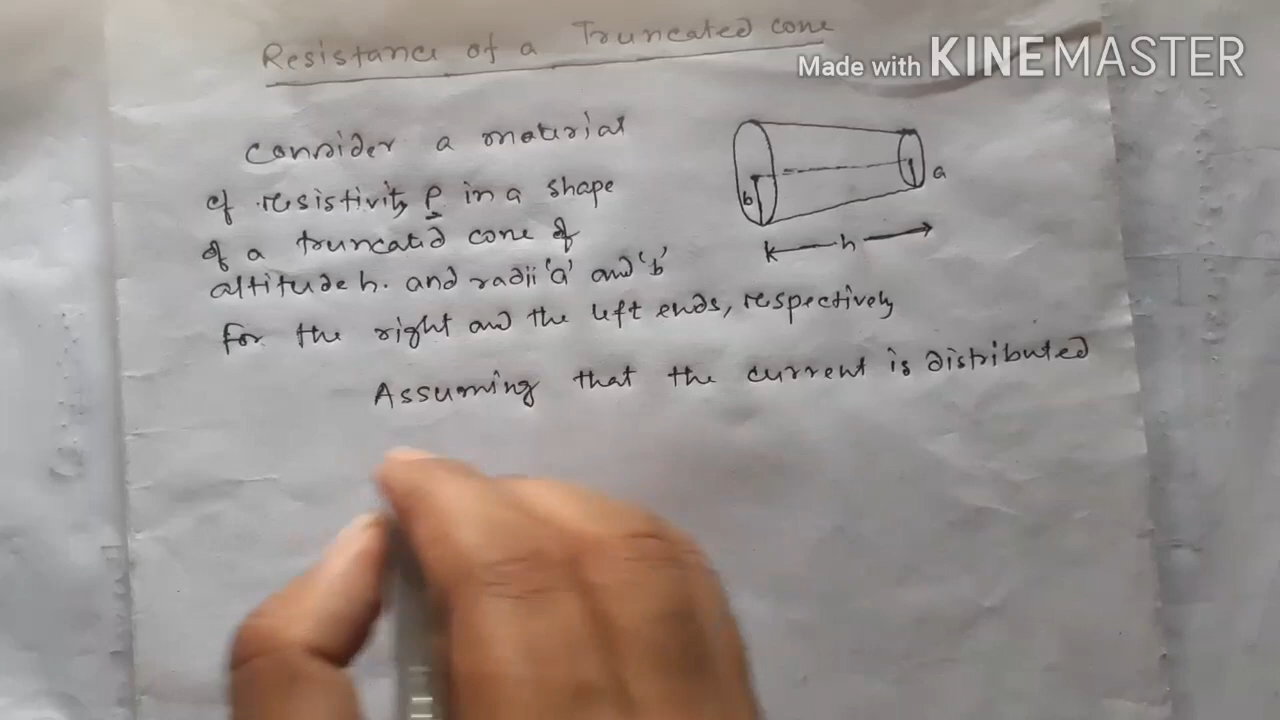 Resistance of a Truncated cone
Made with KINEMASTER
Consider a material
of resistivity ρ in a shape
of a truncated cone of
altitude h. and radii 'a' and 'b'
for the right and the left ends, respectively
Assuming that the current is distributed
b
a
h